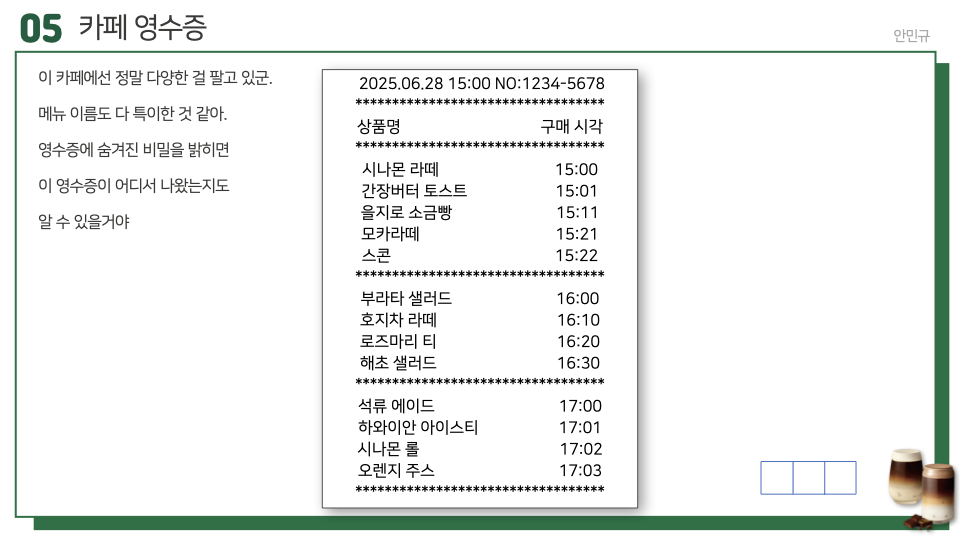 05 카페 영수증
안민규
이 카페에선 정말 다양한 걸 팔고 있군.
메뉴 이름도 다 특이한 것 같아.
영수증에 숨겨진 비밀을 밝히면
이 영수증이 어디서 나왔는지도
알 수 있을거야
2025.06.28 15:00 NO:1234-5678
**********************************
상품명 구매 시각
**********************************
시나몬 라떼 15:00
간장버터 토스트 15:01
을지로 소금빵 15:11
모카라떼 15:21
스콘 15:22
**********************************
부라타 샐러드 16:00
호지차 라떼 16:10
로즈마리 티 16:20
해초 샐러드 16:30
**********************************
석류 에이드 17:00
하와이안 아이스티 17:01
시나몬 롤 17:02
오렌지 주스 17:03
**********************************